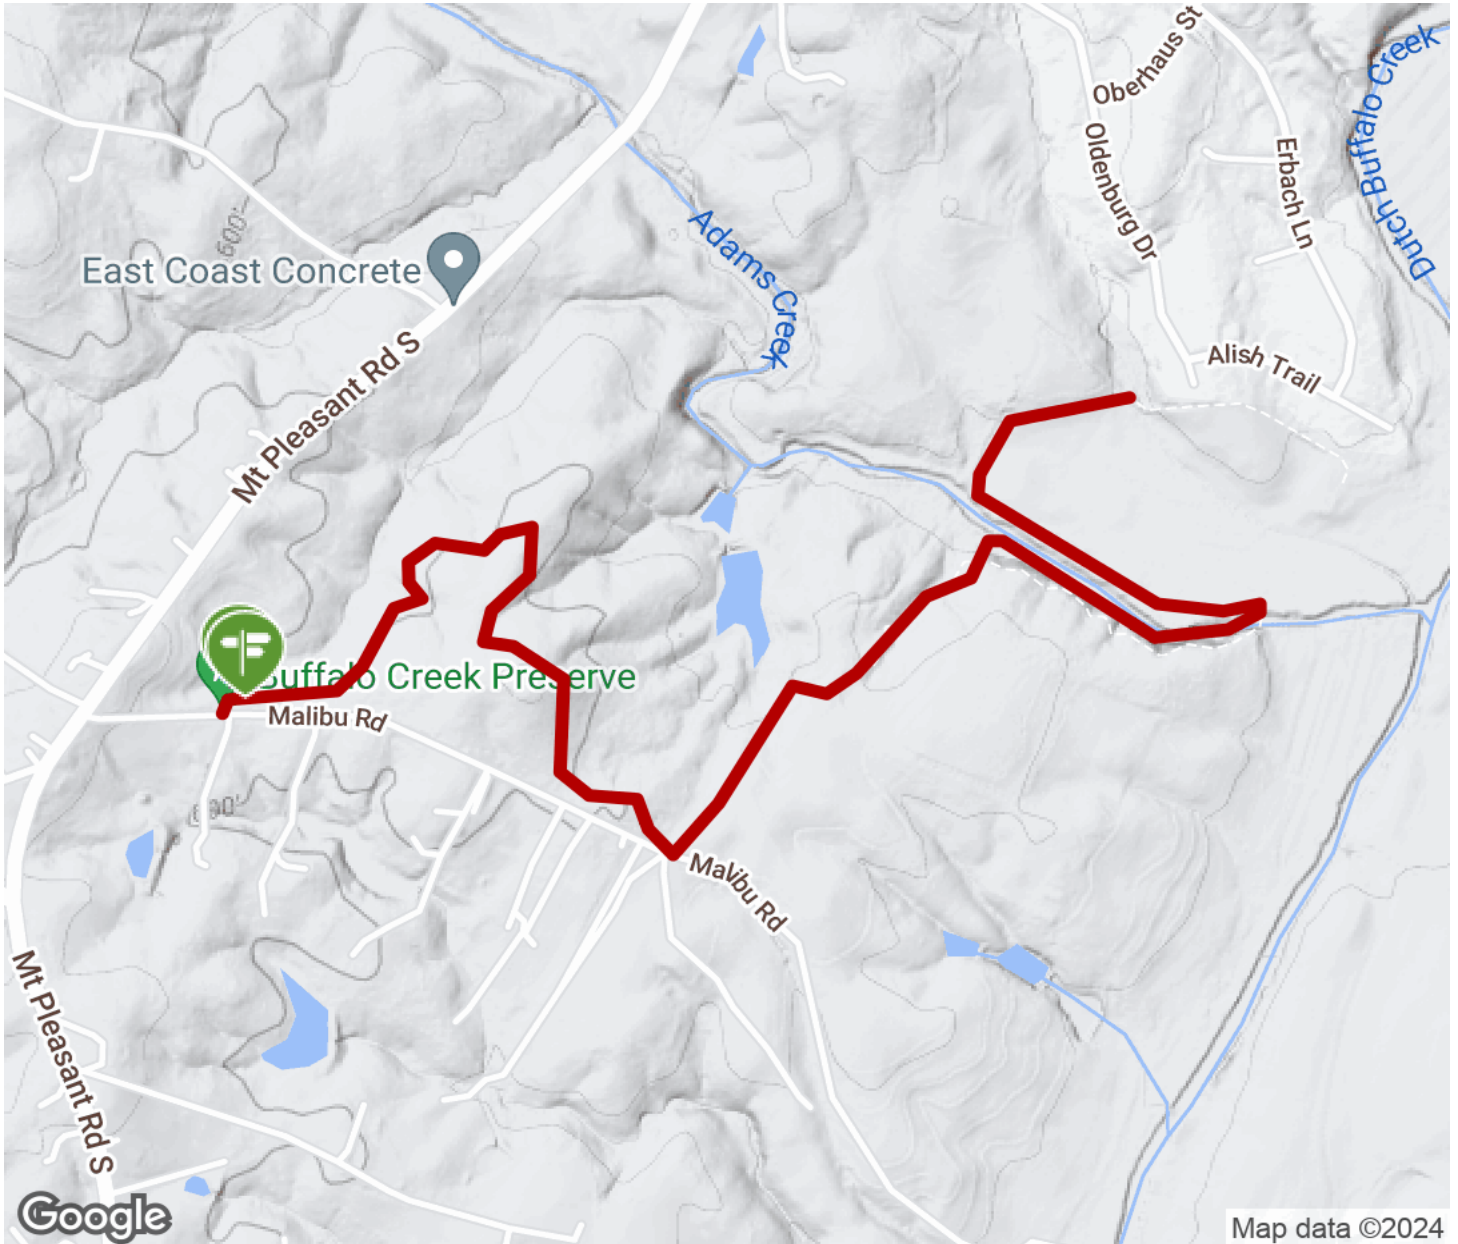 Oberhaus St
Dutch Buffalo Creek
Oldenburg Dr
Erbach Ln
600'
Adams Creek
East Coast Concrete
Mt Pleasant Rd S
Alish Trail
Buffalo Creek Preserve
Malibu Rd
Malibu Rd
Mt Pleasant Rd S
Google
Map data ©2024